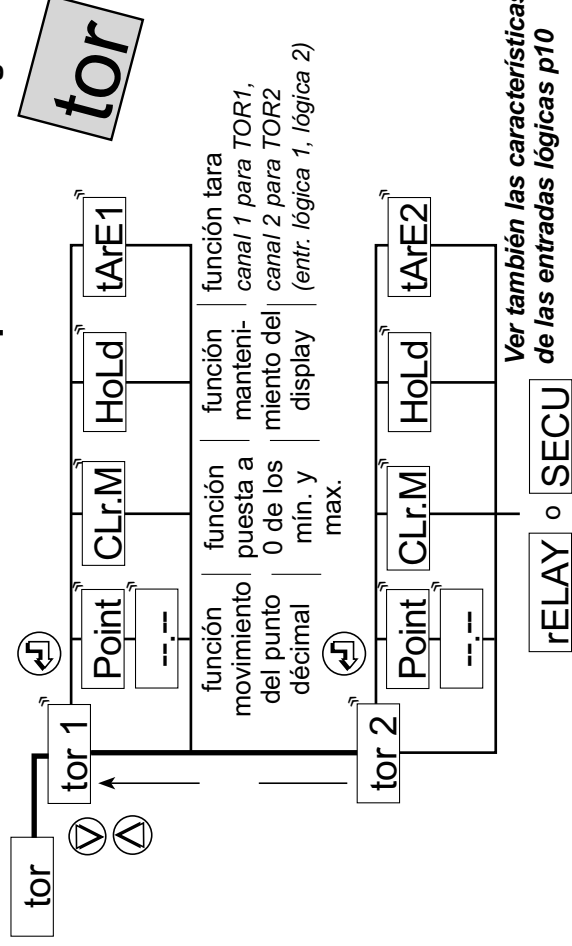 tor
tor
tor 1
Point
CLr.M
HoLd
tArE1
--.--
función
movimiento
del punto
décimal
función
puesta a
0 de los
mín. y
max.
función
manteni-
miento del
display
función tara
canal 1 para TOR1,
canal 2 para TOR2
(entr. lógica 1, lógica 2)
tor 2
Point
CLr.M
HoLd
tArE2
--.--
rELAY o SECU
Ver también las características
de las entradas lógicas p10